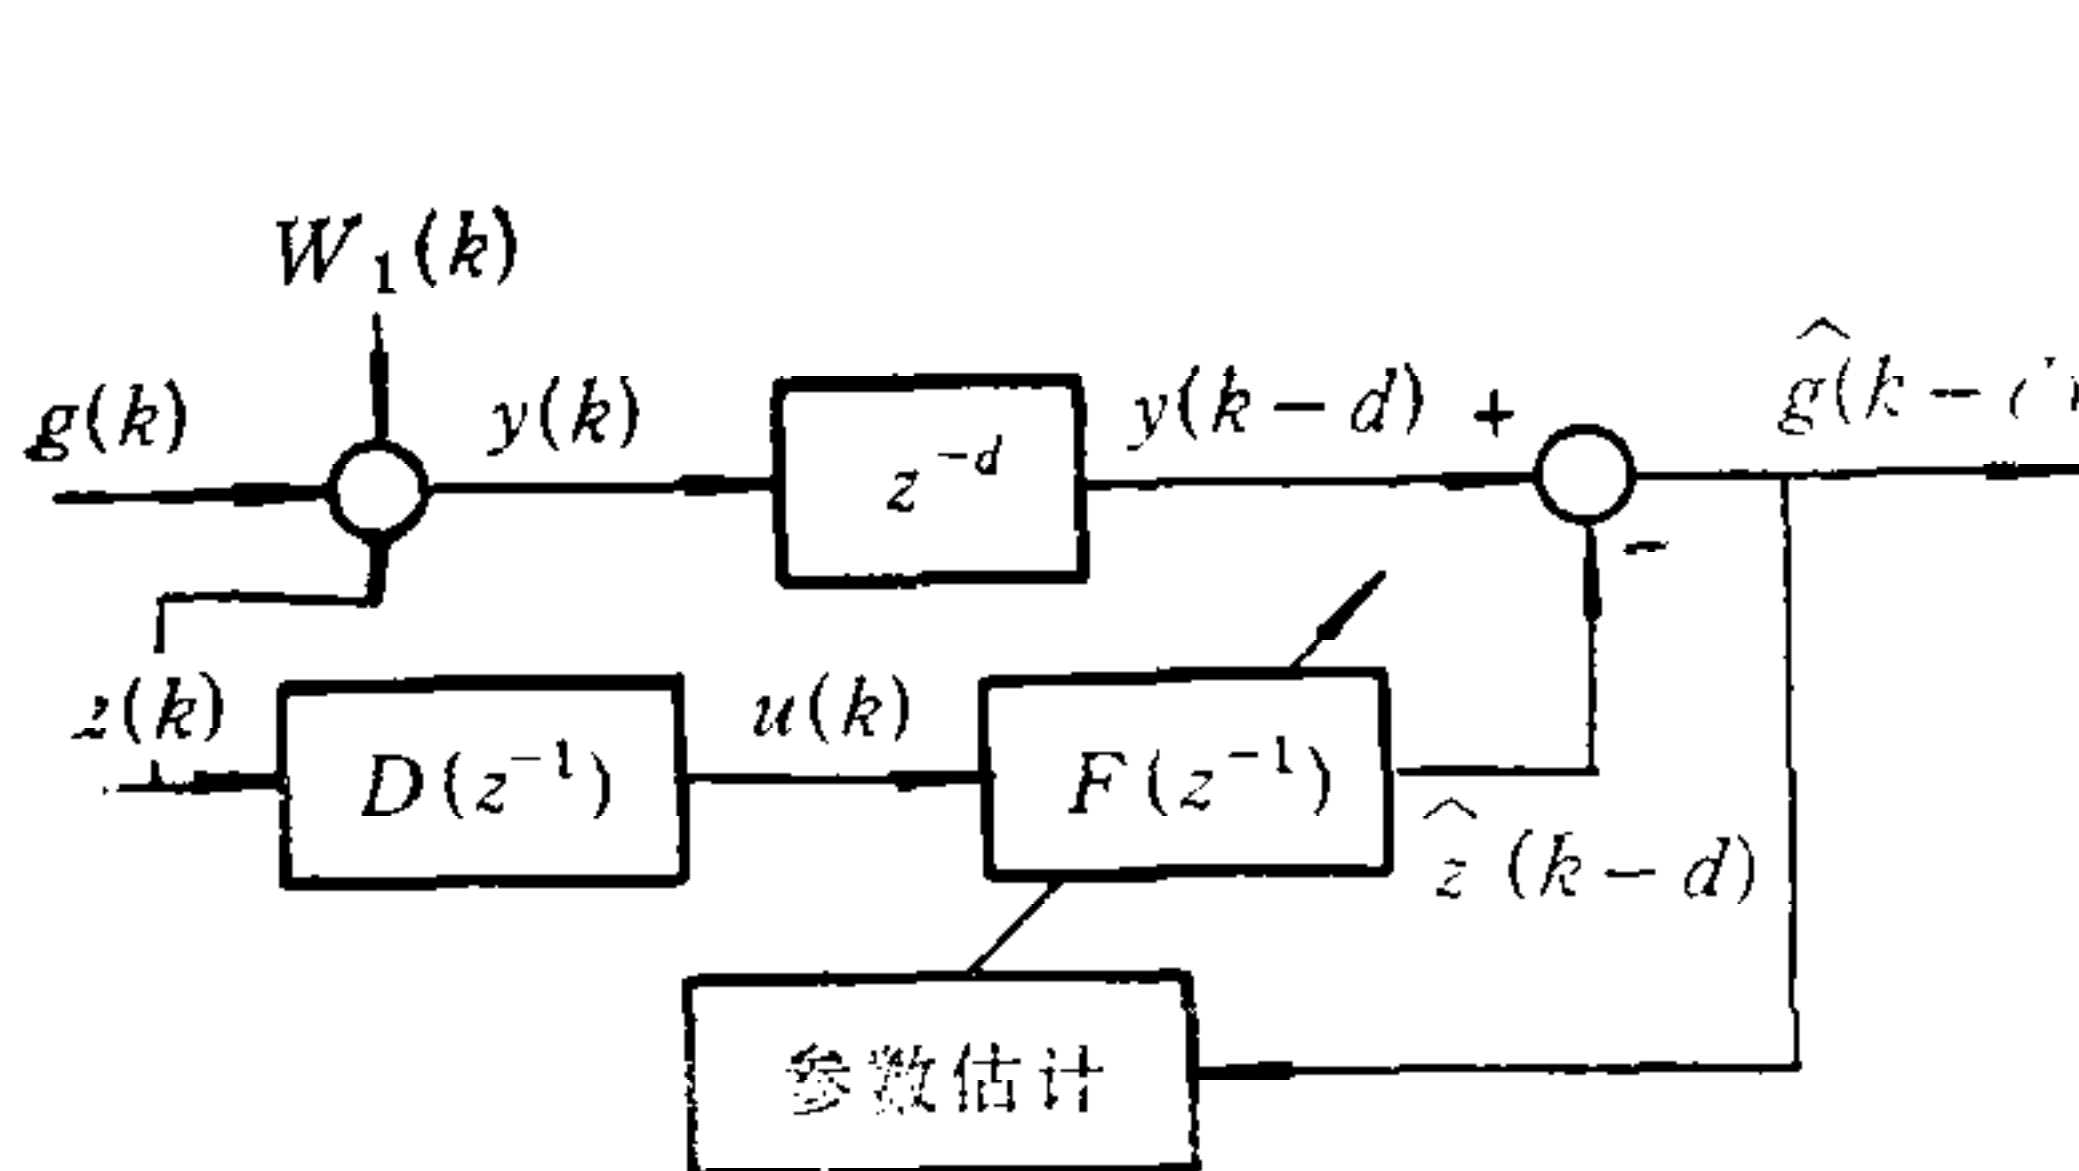 W₁(k)
g(k) y(k) z⁻ᵈ y(k-d) + ĝ(k-
-
z(k) D(z⁻¹) u(k) F(z⁻¹)
ẑ(k-d)
参数估计